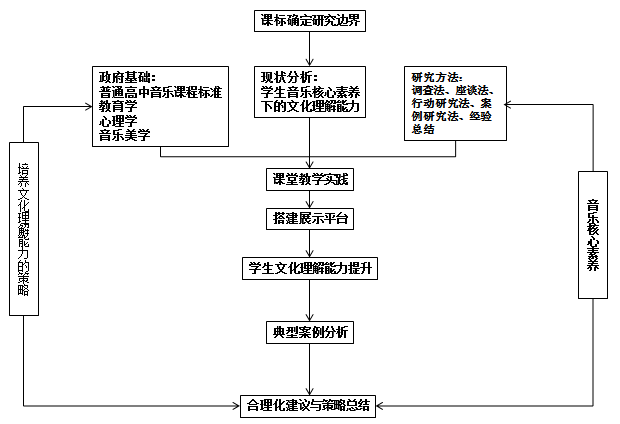 课标确定研究边界
政府基础：
普通高中音乐课程标准
教育学
心理学
音乐美学
现状分析：
学生音乐核心素养
下的文化理解能力
研究方法：
调查法、座谈法、
行动研究法、案
例研究法、经验
总结
课堂教学实践
搭建展示平台
学生文化理解能力提升
典型案例分析
合理化建议与策略总结
培养文化理解能力的策略
音乐核心素养